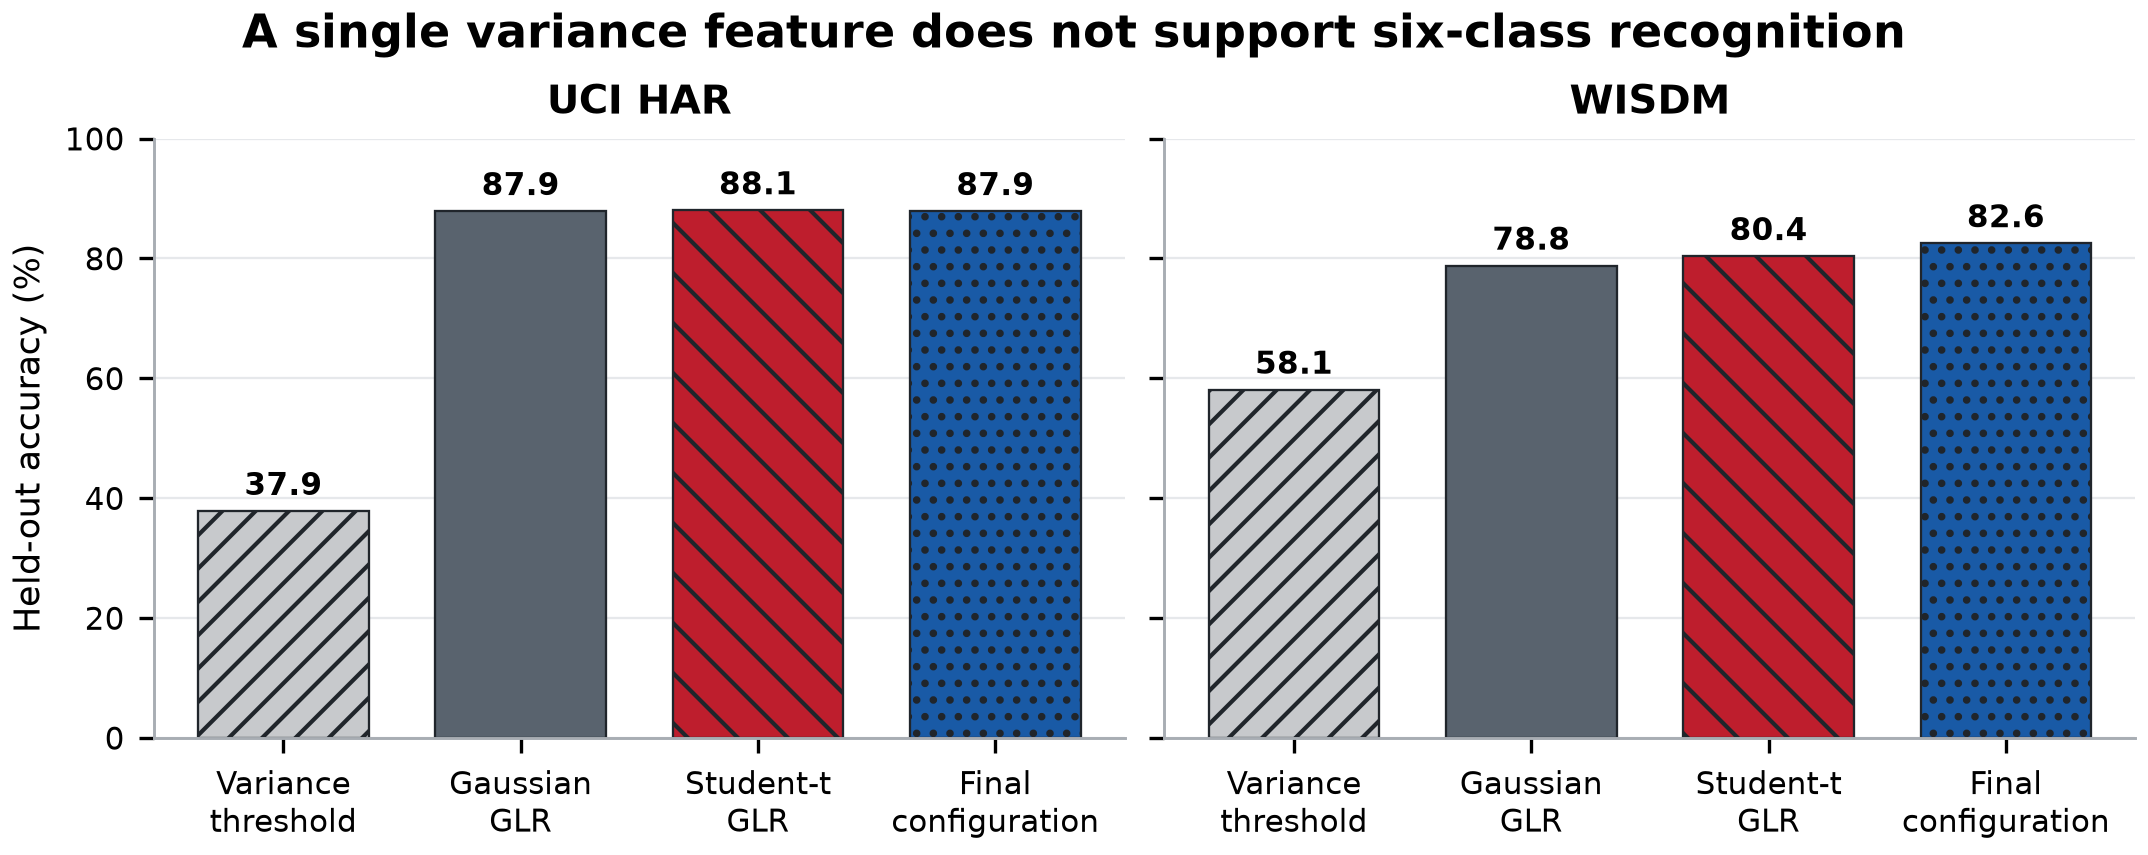 A single variance feature does not support six-class recognition
UCI HAR
Held-out accuracy (%)
100
80
60
40
20
0
37.9
87.9
88.1
87.9
Variance
threshold
Gaussian
GLR
Student-t
GLR
Final
configuration
WISDM
58.1
78.8
80.4
82.6
Variance
threshold
Gaussian
GLR
Student-t
GLR
Final
configuration